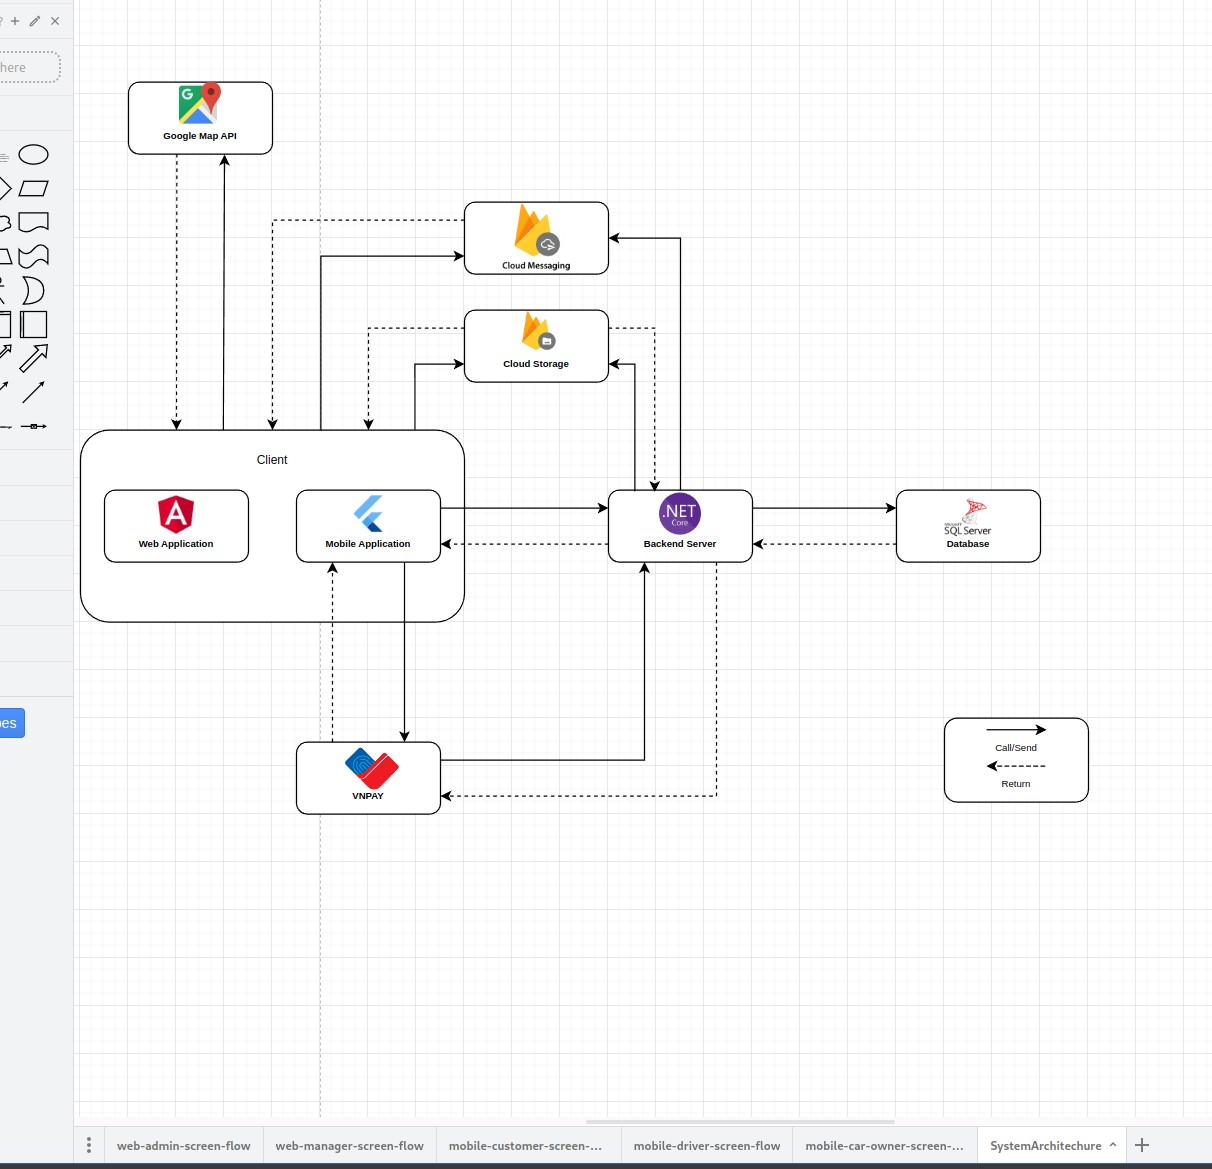 here
G
Google Map API
Cloud Messaging
Cloud Storage
Client
Web Application
Mobile Application
.NET
Core
Backend Server
Microsoft
SQL Server
Database
VNPAY
Call/Send
Return
pes
web-admin-screen-flow
web-manager-screen-flow
mobile-customer-screen-...
mobile-driver-screen-flow
mobile-car-owner-screen-...
SystemArchitechure